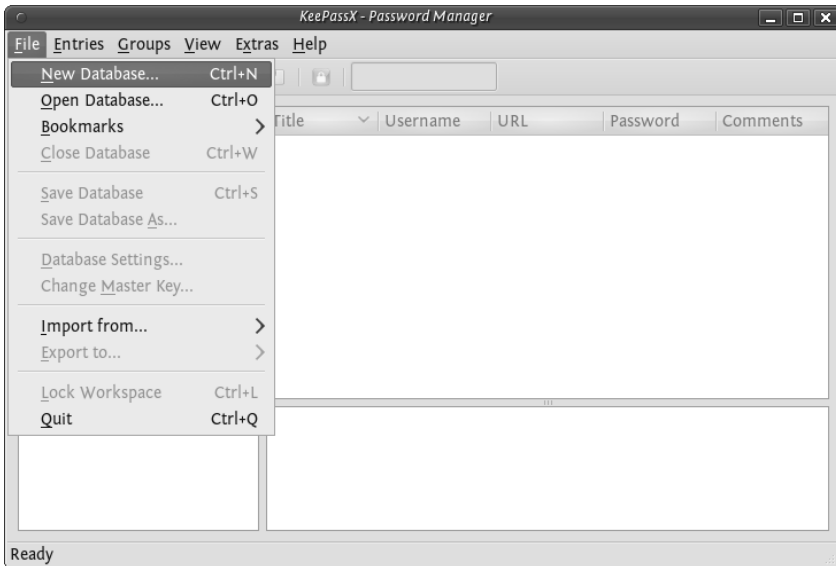 KeePassX - Password Manager
File Entries Groups View Extras Help
New Database... Ctrl+N
Open Database... Ctrl+O
Bookmarks
Close Database Ctrl+W
Save Database Ctrl+S
Save Database As...
Database Settings...
Change Master Key...
Import from...
Export to...
Lock Workspace Ctrl+L
Quit Ctrl+Q
Title Username URL Password Comments
Ready